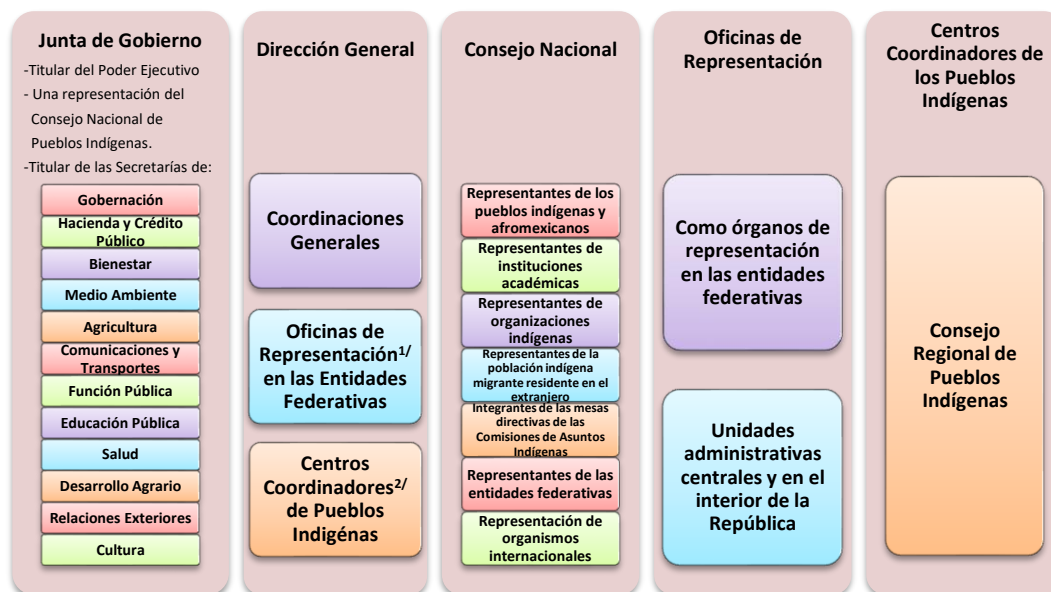 Junta de Gobierno
-Titular del Poder Ejecutivo
- Una representación del
Consejo Nacional de
Pueblos Indígenas.
-Titular de las Secretarías de:
Gobernación
Hacienda y Crédito
Público
Bienestar
Medio Ambiente
Agricultura
Comunicaciones y
Transportes
Función Pública
Educación Pública
Salud
Desarrollo Agrario
Relaciones Exteriores
Cultura
Dirección General
Coordinaciones
Generales
Oficinas de
Representación1/
en las Entidades
Federativas
Centros
Coordinadores2/
de Pueblos
Indigénas
Consejo Nacional
Representantes de los
pueblos indígenas y
afromexicanos
Representantes de
instituciones
académicas
Representantes de
organizaciones
indígenas
Representantes de la
población indígena
migrante residente en el
extranjero
Integrantes de las mesas
directivas de las
Comisiones de Asuntos
Indígenas
Representantes de las
entidades federativas
Representación de
organismos
internacionales
Oficinas de
Representación
Como órganos de
representación
en las entidades
federativas
Unidades
administrativas
centrales y en el
interior de la
República
Centros
Coordinadores de
los Pueblos
Indígenas
Consejo
Regional de
Pueblos
Indígenas